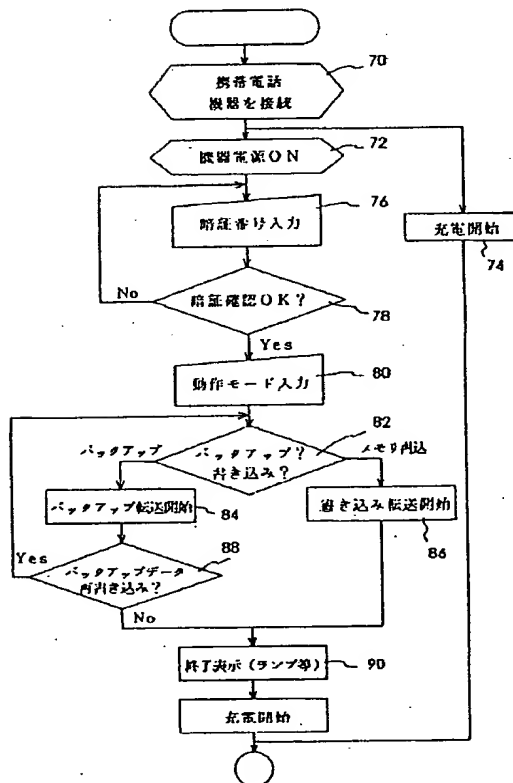 携帯電話
機器を接続
70
機器電源ON
72
76
暗証番号入力
充電開始
74
No
暗証確認OK?
78
Yes
動作モード入力
80
82
バックアップ
バックアップ?
書き込み?
メモリ書込
バックアップ転送開始
84
書き込み転送開始
86
Yes
88
バックアップデータ
再書き込み?
No
終了表示(ランプ等)
90
充電開始